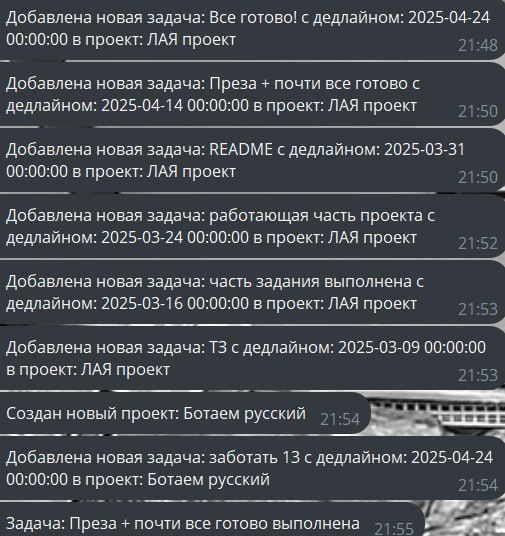 Добавлена новая задача: Все готово! с дедлайном: 2025-04-24
00:00:00 в проект: ЛАЯ проект
21:48
Добавлена новая задача: Преза + почти все готово с
дедлайном: 2025-04-14 00:00:00 в проект: ЛАЯ проект
21:50
Добавлена новая задача: README с дедлайном: 2025-03-31
00:00:00 в проект: ЛАЯ проект
21:50
Добавлена новая задача: работающая часть проекта с
дедлайном: 2025-03-24 00:00:00 в проект: ЛАЯ проект
21:52
Добавлена новая задача: часть задания выполнена с
дедлайном: 2025-03-16 00:00:00 в проект: ЛАЯ проект
21:53
Добавлена новая задача: ТЗ с дедлайном: 2025-03-09 00:00:00
в проект: ЛАЯ проект
21:53
Создан новый проект: Ботаем русский
21:54
Добавлена новая задача: заботать 13 с дедлайном: 2025-04-24
00:00:00 в проект: Ботаем русский
21:54
Задача: Преза + почти все готово выполнена
21:55